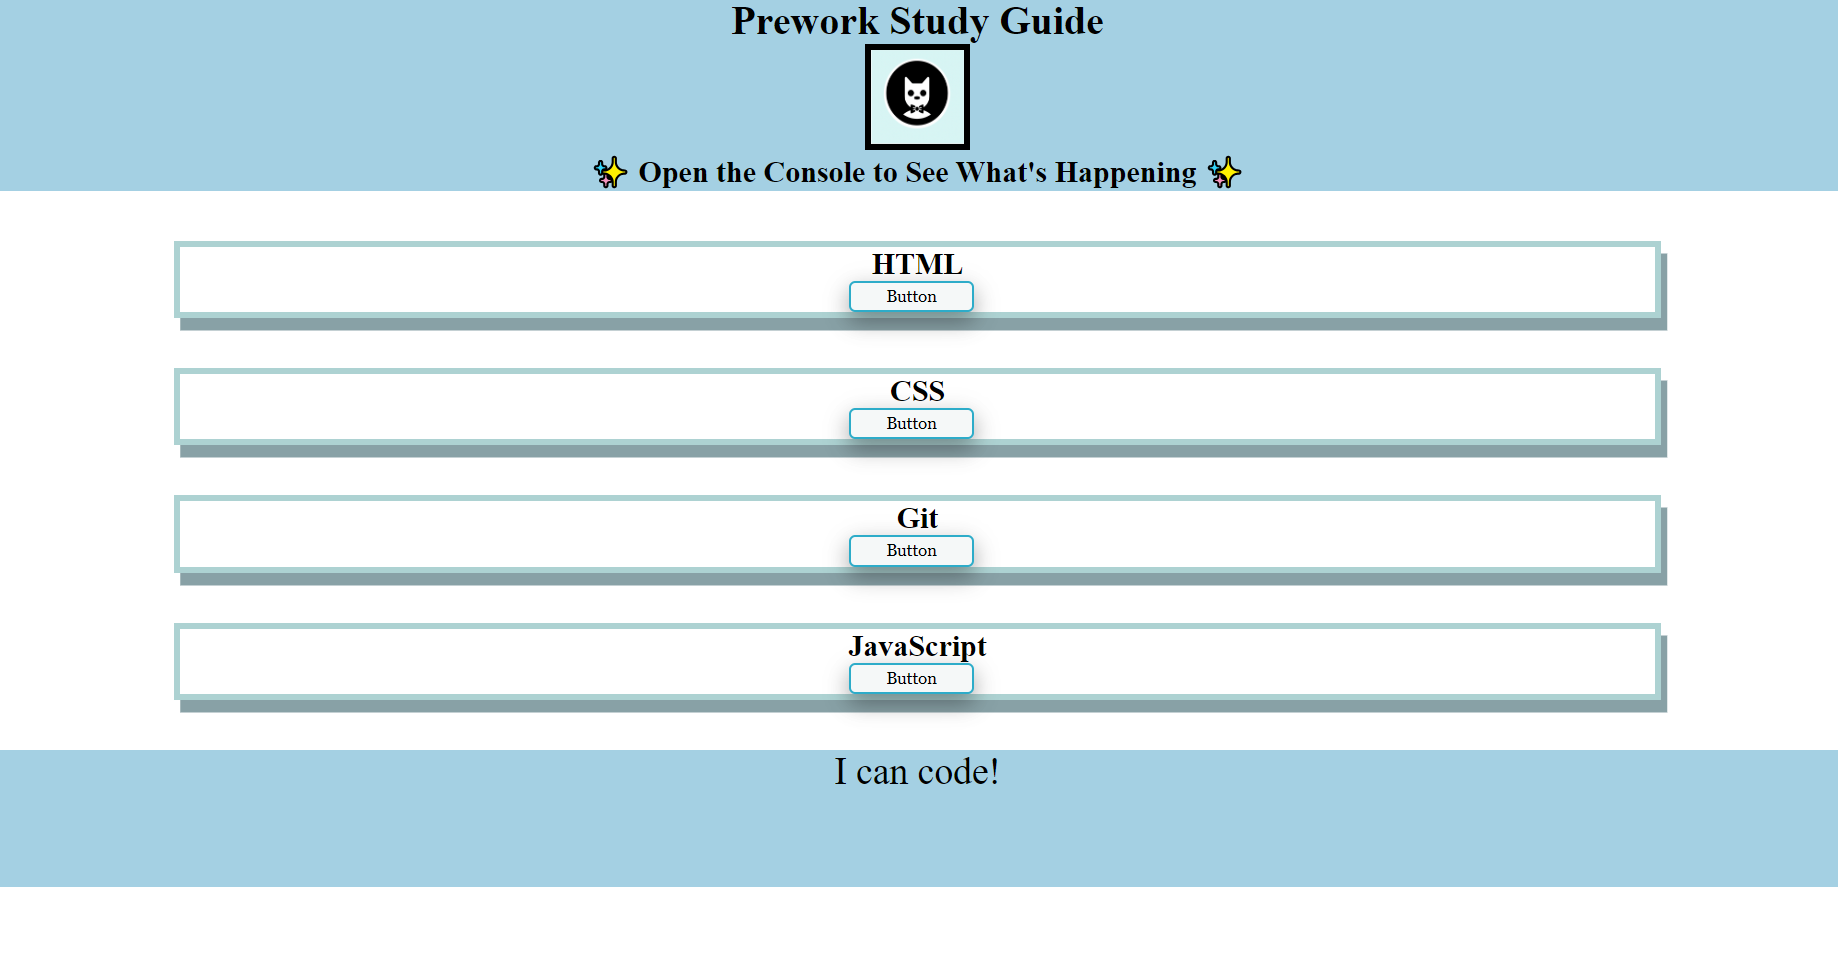 Prework Study Guide
✨ Open the Console to See What's Happening ✨
HTML
Button
CSS
Button
Git
Button
JavaScript
Button
I can code!